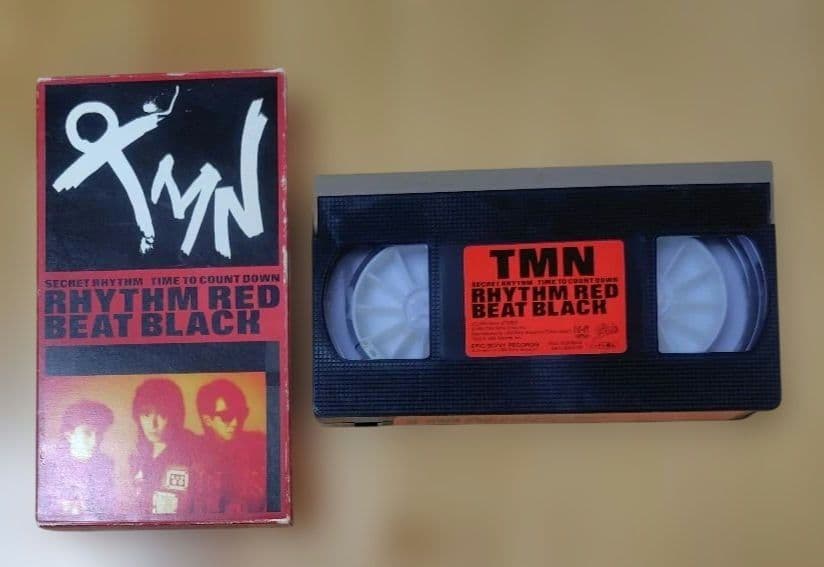 TMN
SECRET RHYTHM TIME TO COUNT DOWN
RHYTHM RED
BEAT BLACK
TMN
SECRET RHYTHM TIME TO COUNT DOWN
RHYTHM RED
BEAT BLACK
EPIC/SONY RECORDS